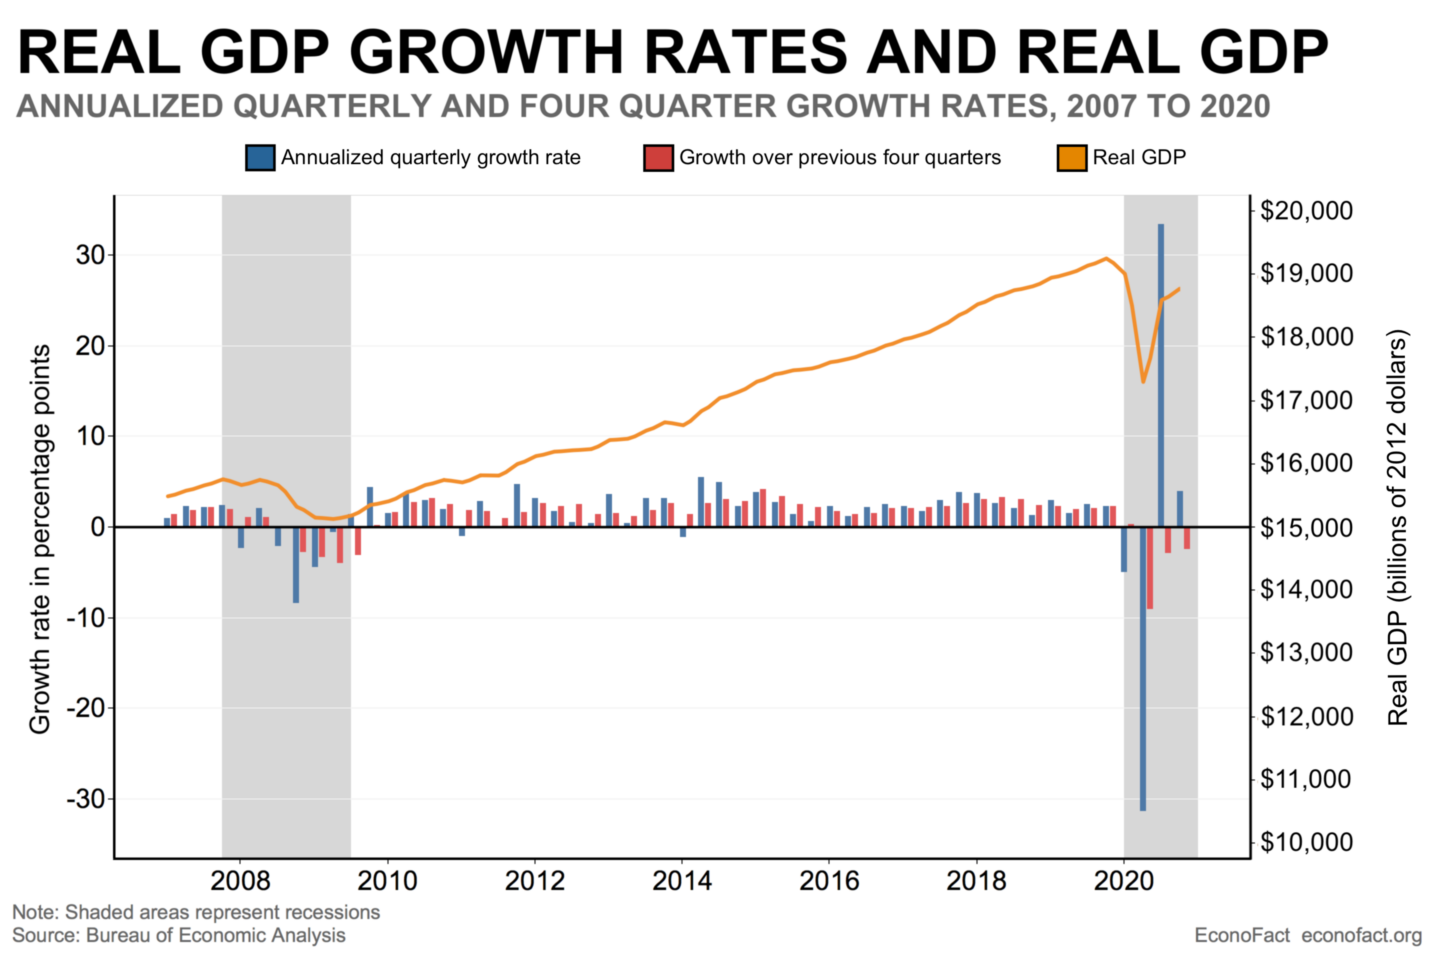 REAL GDP GROWTH RATES AND REAL GDP
ANNUALIZED QUARTERLY AND FOUR QUARTER GROWTH RATES, 2007 TO 2020
Annualized quarterly growth rate
Growth over previous four quarters
Real GDP
Growth rate in percentage points
30
20
10
0
-10
-20
-30
$20,000
$19,000
$18,000
$17,000
$16,000
$15,000
$14,000
$13,000
$12,000
$11,000
$10,000
Real GDP (billions of 2012 dollars)
2008
2010
2012
2014
2016
2018
2020
Note: Shaded areas represent recessions
Source: Bureau of Economic Analysis
EconoFact econofact.org